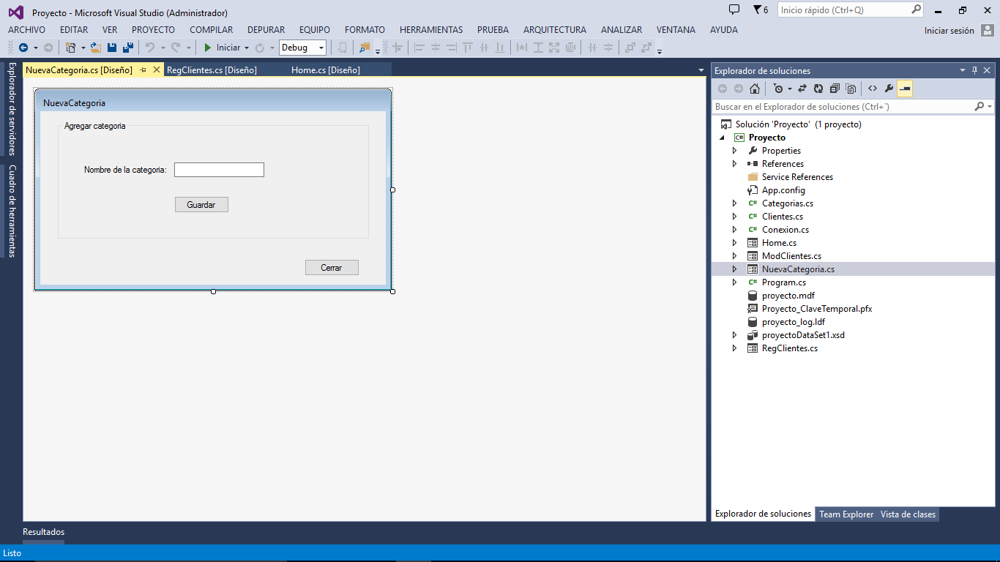 Proyecto - Microsoft Visual Studio (Administrador)
6
Inicio rápido (Ctrl+Q)
ARCHIVO EDITAR VER PROYECTO COMPILAR DEPURAR EQUIPO FORMATO HERRAMIENTAS PRUEBA ARQUITECTURA ANALIZAR VENTANA AYUDA
Iniciar sesión
Iniciar
Debug
Explorador de servidores
Cuadro de herramientas
NuevaCategoria.cs [Diseño] RegClientes.cs [Diseño] Home.cs [Diseño]
NuevaCategoria
Agregar categoria
Nombre de la categoria:
Guardar
Cerrar
Explorador de soluciones
Buscar en el Explorador de soluciones (Ctrl+`)
Solución 'Proyecto' (1 proyecto)
C# Proyecto
Properties
References
Service References
App.config
C# Categorias.cs
C# Clientes.cs
C# Conexion.cs
Home.cs
ModClientes.cs
NuevaCategoria.cs
C# Program.cs
proyecto.mdf
Proyecto_ClaveTemporal.pfx
proyecto_log.ldf
proyectoDataSet1.xsd
RegClientes.cs
Explorador de soluciones Team Explorer Vista de clases
Resultados
Listo